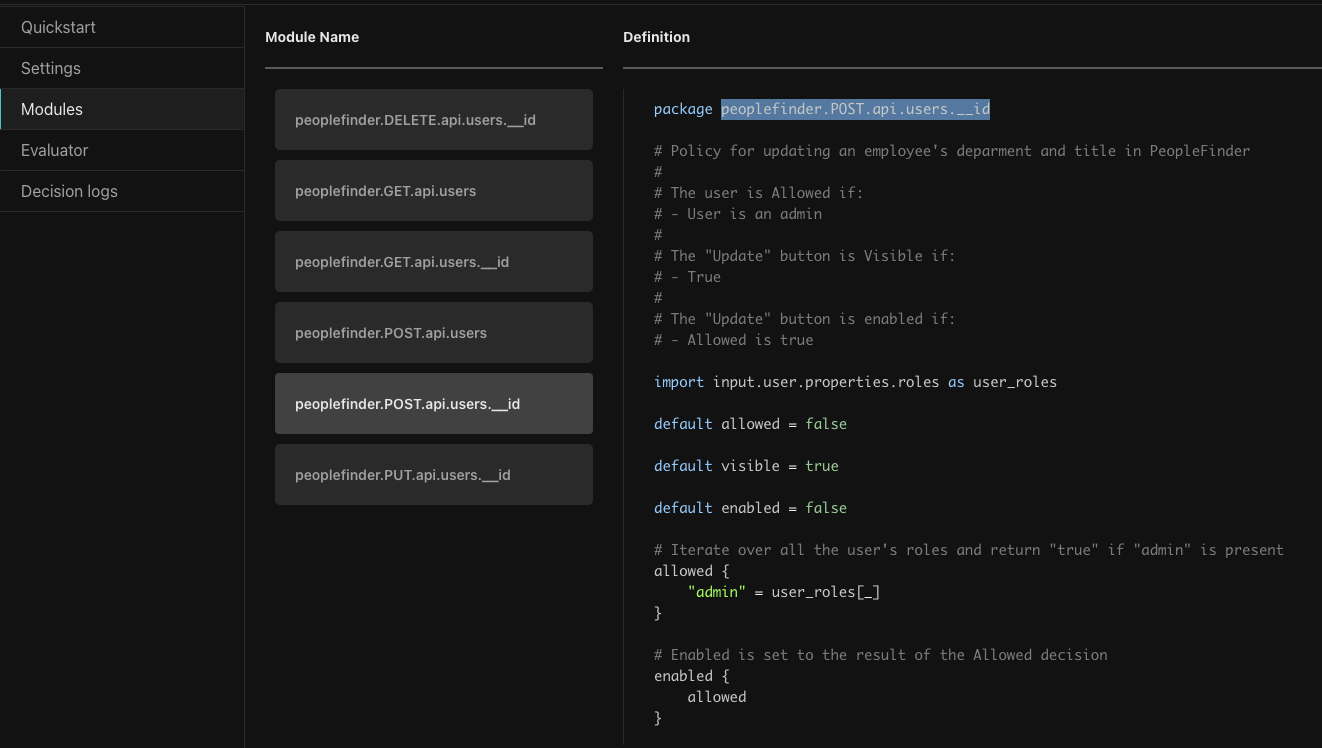 Quickstart
Settings
Modules
Evaluator
Decision logs
Module Name
peoplefinder.DELETE.api.users.__id
peoplefinder.GET.api.users
peoplefinder.GET.api.users.__id
peoplefinder.POST.api.users
peoplefinder.POST.api.users.__id
peoplefinder.PUT.api.users.__id
Definition
package peoplefinder.POST.api.users.__id
# Policy for updating an employee's deparment and title in PeopleFinder
#
# The user is Allowed if:
# - User is an admin
#
# The "Update" button is Visible if:
# - True
#
# The "Update" button is enabled if:
# - Allowed is true
import input.user.properties.roles as user_roles
default allowed = false
default visible = true
default enabled = false
# Iterate over all the user's roles and return "true" if "admin" is present
allowed {
"admin" = user_roles[_]
}
# Enabled is set to the result of the Allowed decision
enabled {
allowed
}